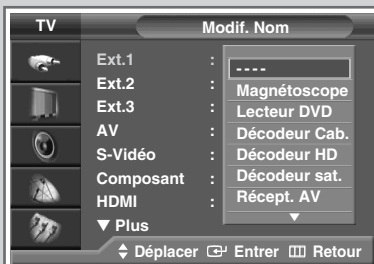 TV Modif. Nom
Ext.1 : ----
Ext.2 : Magnétoscope
Ext.3 : Lecteur DVD
AV : Décodeur Cab.
S-Vidéo : Décodeur HD
Composant : Décodeur sat.
HDMI : Récept. AV
▼ Plus ▼
Déplacer Entrer Retour